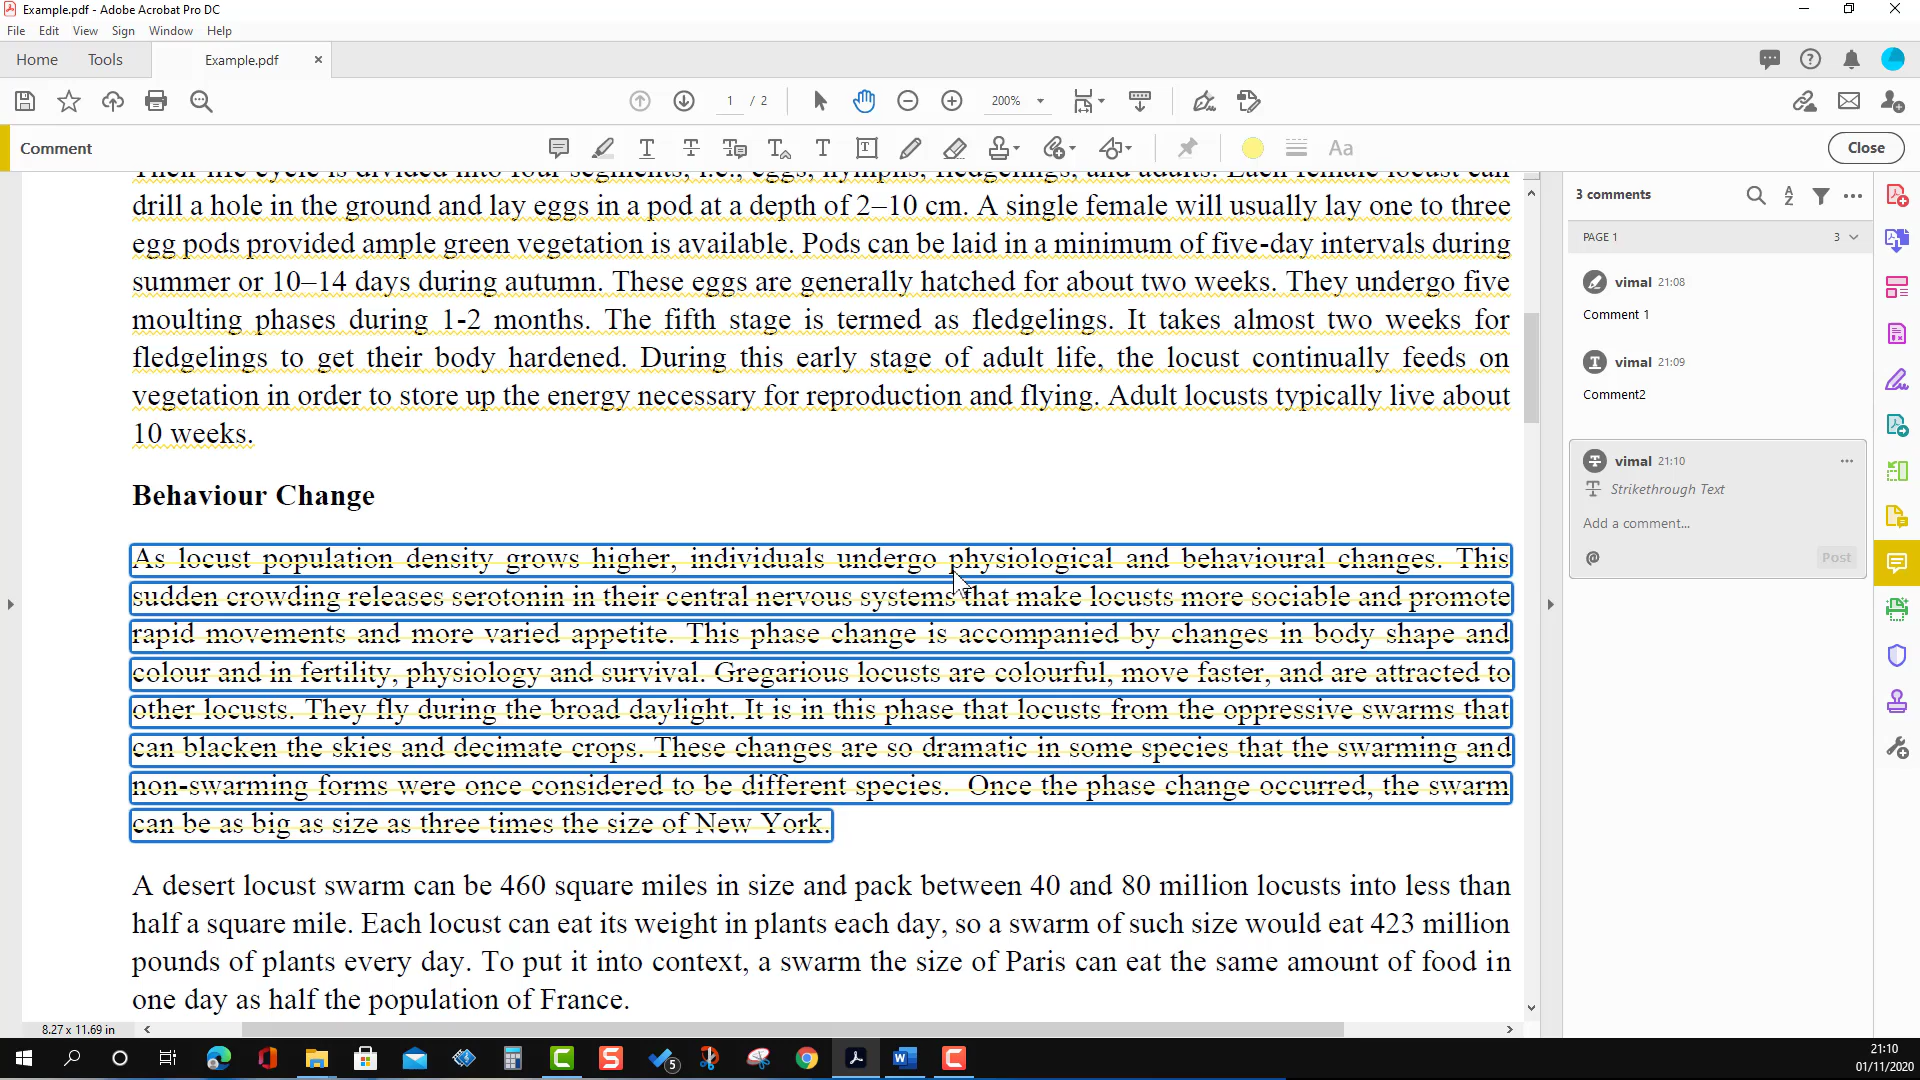 Example.pdf - Adobe Acrobat Pro DC
File Edit View Sign Window Help
Home Tools Example.pdf
1 / 2 200%
Comment Close
Their life cycle is divided into four segments, i.e., eggs, nymphs, fledgelings, and adults. Each female locust can
drill a hole in the ground and lay eggs in a pod at a depth of 2–10 cm. A single female will usually lay one to three
egg pods provided ample green vegetation is available. Pods can be laid in a minimum of five-day intervals during
summer or 10–14 days during autumn. These eggs are generally hatched for about two weeks. They undergo five
moulting phases during 1-2 months. The fifth stage is termed as fledgelings. It takes almost two weeks for
fledgelings to get their body hardened. During this early stage of adult life, the locust continually feeds on
vegetation in order to store up the energy necessary for reproduction and flying. Adult locusts typically live about
10 weeks.
Behaviour Change
As locust population density grows higher, individuals undergo physiological and behavioural changes. This
sudden crowding releases serotonin in their central nervous systems that make locusts more sociable and promote
rapid movements and more varied appetite. This phase change is accompanied by changes in body shape and
colour and in fertility, physiology and survival. Gregarious locusts are colourful, move faster, and are attracted to
other locusts. They fly during the broad daylight. It is in this phase that locusts from the oppressive swarms that
can blacken the skies and decimate crops. These changes are so dramatic in some species that the swarming and
non-swarming forms were once considered to be different species. Once the phase change occurred, the swarm
can be as big as size as three times the size of New York.
A desert locust swarm can be 460 square miles in size and pack between 40 and 80 million locusts into less than
half a square mile. Each locust can eat its weight in plants each day, so a swarm of such size would eat 423 million
pounds of plants every day. To put it into context, a swarm the size of Paris can eat the same amount of food in
one day as half the population of France.
8.27 x 11.69 in
3 comments
PAGE 1 3
vimal 21:08
Comment 1
vimal 21:09
Comment2
vimal 21:10
Strikethrough Text
Add a comment...
@ Post
5
21:10
01/11/2020